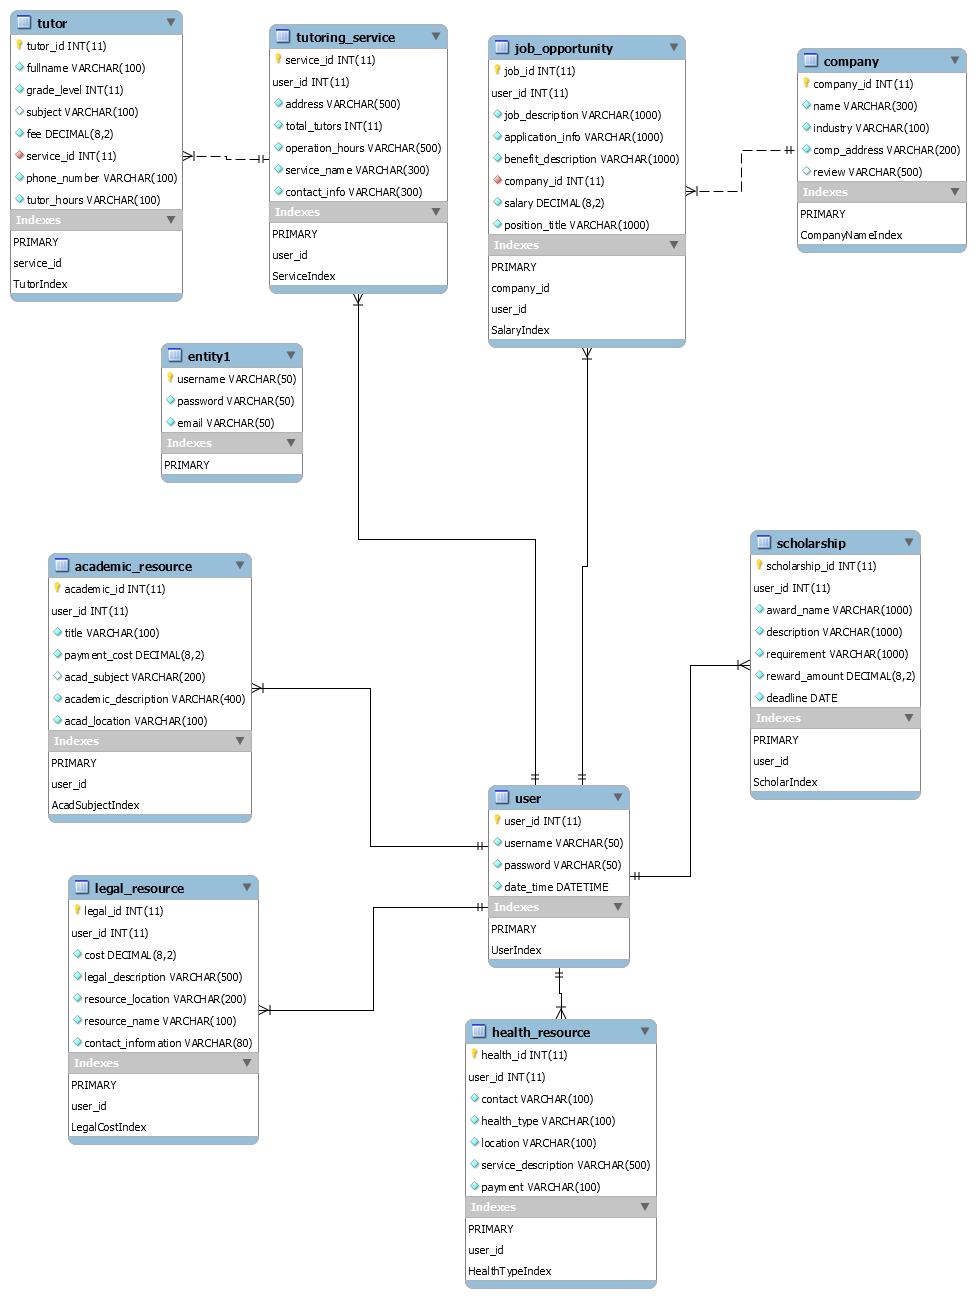 tutor
tutor_id INT(11)
fullname VARCHAR(100)
grade_level INT(11)
subject VARCHAR(100)
fee DECIMAL(8,2)
service_id INT(11)
phone_number VARCHAR(100)
tutor_hours VARCHAR(100)
Indexes
PRIMARY
service_id
TutorIndex
tutoring_service
service_id INT(11)
user_id INT(11)
address VARCHAR(500)
total_tutors INT(11)
operation_hours VARCHAR(500)
service_name VARCHAR(300)
contact_info VARCHAR(300)
Indexes
PRIMARY
user_id
ServiceIndex
job_opportunity
job_id INT(11)
user_id INT(11)
job_description VARCHAR(1000)
application_info VARCHAR(1000)
benefit_description VARCHAR(1000)
company_id INT(11)
salary DECIMAL(8,2)
position_title VARCHAR(1000)
Indexes
PRIMARY
company_id
user_id
SalaryIndex
company
company_id INT(11)
name VARCHAR(300)
industry VARCHAR(100)
comp_address VARCHAR(200)
review VARCHAR(500)
Indexes
PRIMARY
CompanyNameIndex
entity1
username VARCHAR(50)
password VARCHAR(50)
email VARCHAR(50)
Indexes
PRIMARY
academic_resource
academic_id INT(11)
user_id INT(11)
title VARCHAR(100)
payment_cost DECIMAL(8,2)
acad_subject VARCHAR(200)
academic_description VARCHAR(400)
acad_location VARCHAR(100)
Indexes
PRIMARY
user_id
AcadSubjectIndex
scholarship
scholarship_id INT(11)
user_id INT(11)
award_name VARCHAR(1000)
description VARCHAR(1000)
requirement VARCHAR(1000)
reward_amount DECIMAL(8,2)
deadline DATE
Indexes
PRIMARY
user_id
ScholarIndex
user
user_id INT(11)
username VARCHAR(50)
password VARCHAR(50)
date_time DATETIME
Indexes
PRIMARY
UserIndex
legal_resource
legal_id INT(11)
user_id INT(11)
cost DECIMAL(8,2)
legal_description VARCHAR(500)
resource_location VARCHAR(200)
resource_name VARCHAR(100)
contact_information VARCHAR(80)
Indexes
PRIMARY
user_id
LegalCostIndex
health_resource
health_id INT(11)
user_id INT(11)
contact VARCHAR(100)
health_type VARCHAR(100)
location VARCHAR(100)
service_description VARCHAR(500)
payment VARCHAR(100)
Indexes
PRIMARY
user_id
HealthTypeIndex